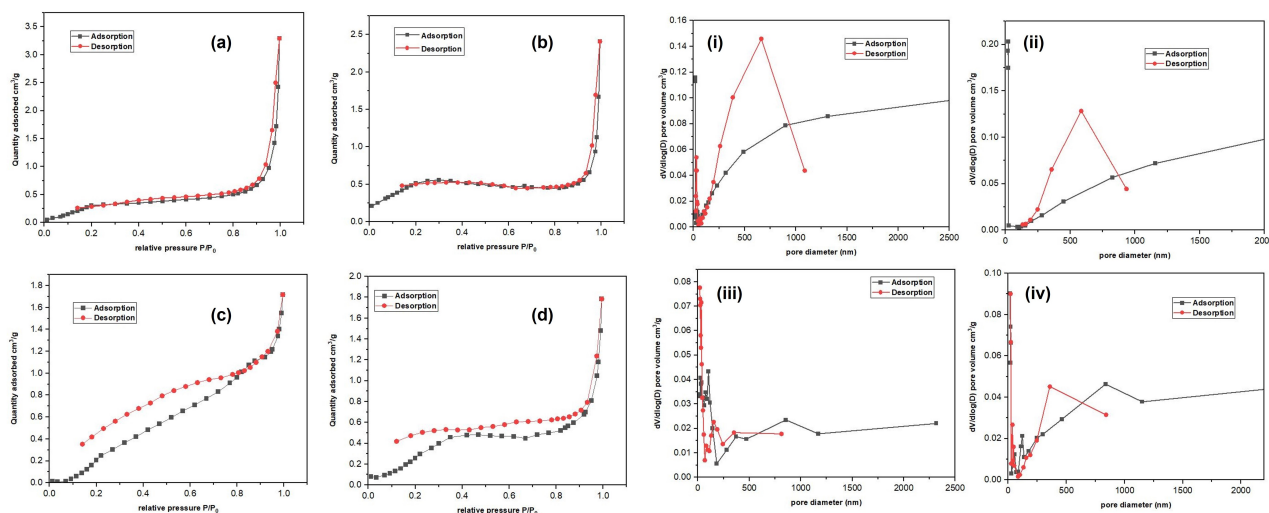 Quantity adsorbed cm³/g
3.5
3.0
2.5
2.0
1.5
1.0
0.5
0.0
Adsorption
Desorption
(a)
0.0 0.2 0.4 0.6 0.8 1.0
relative pressure P/P₀
Quantity adsorbed cm³/g
2.5
2.0
1.5
1.0
0.5
0.0
Adsorption
Desorption
(b)
0.0 0.2 0.4 0.6 0.8 1.0
relative pressure P/P₀
dV/dlog(D) pore volume cm³/g
0.16
0.14
0.12
0.10
0.08
0.06
0.04
0.02
0.00
(i)
Adsorption
Desorption
0 500 1000 1500 2000 2500
pore diameter (nm)
dV/dlog(D) pore volume cm³/g
0.20
0.15
0.10
0.05
0.00
(ii)
Adsorption
Desorption
0 500 1000 1500 2000
pore diameter (nm)
Quantity adsorbed cm³/g
1.8
1.6
1.4
1.2
1.0
0.8
0.6
0.4
0.2
0.0
Adsorption
Desorption
(c)
0.0 0.2 0.4 0.6 0.8 1.0
relative pressure P/P₀
Quantity adsorbed cm³/g
2.0
1.8
1.6
1.4
1.2
1.0
0.8
0.6
0.4
0.2
0.0
Adsorption
Desorption
(d)
0.0 0.2 0.4 0.6 0.8 1.0
relative pressure P/P₀
dV/dlog(D) pore volume cm³/g
0.08
0.07
0.06
0.05
0.04
0.03
0.02
0.01
0.00
(iii)
Adsorption
Desorption
0 500 1000 1500 2000 2500
pore diameter (nm)
dV/dlog(D) pore volume cm³/g
0.10
0.08
0.06
0.04
0.02
0.00
Adsorption
Desorption
(iv)
0 500 1000 1500 2000
pore diameter (nm)